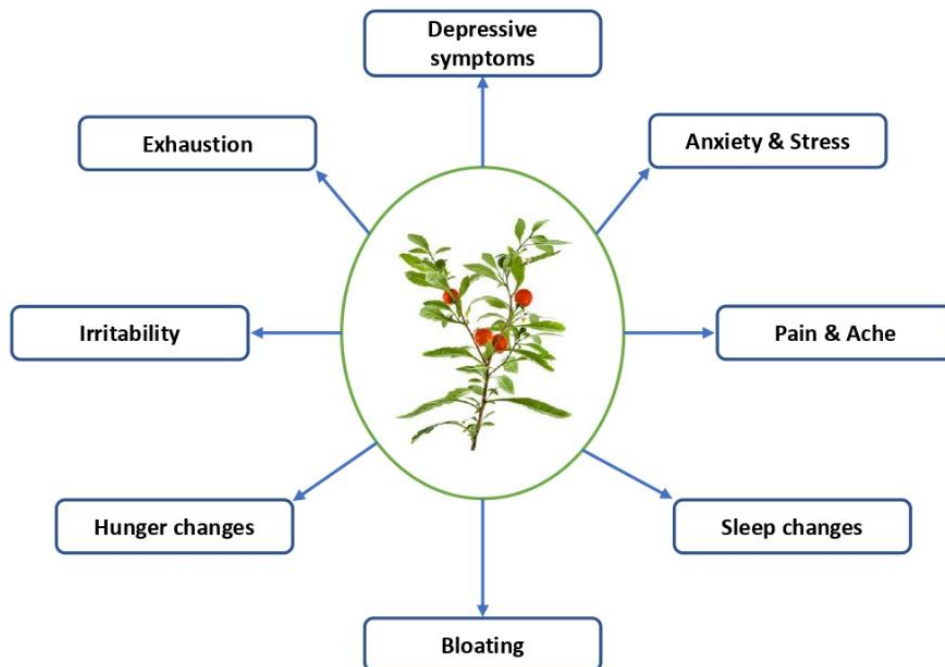 Depressive
symptoms
Exhaustion
Anxiety & Stress
Irritability
Pain & Ache
Hunger changes
Sleep changes
Bloating